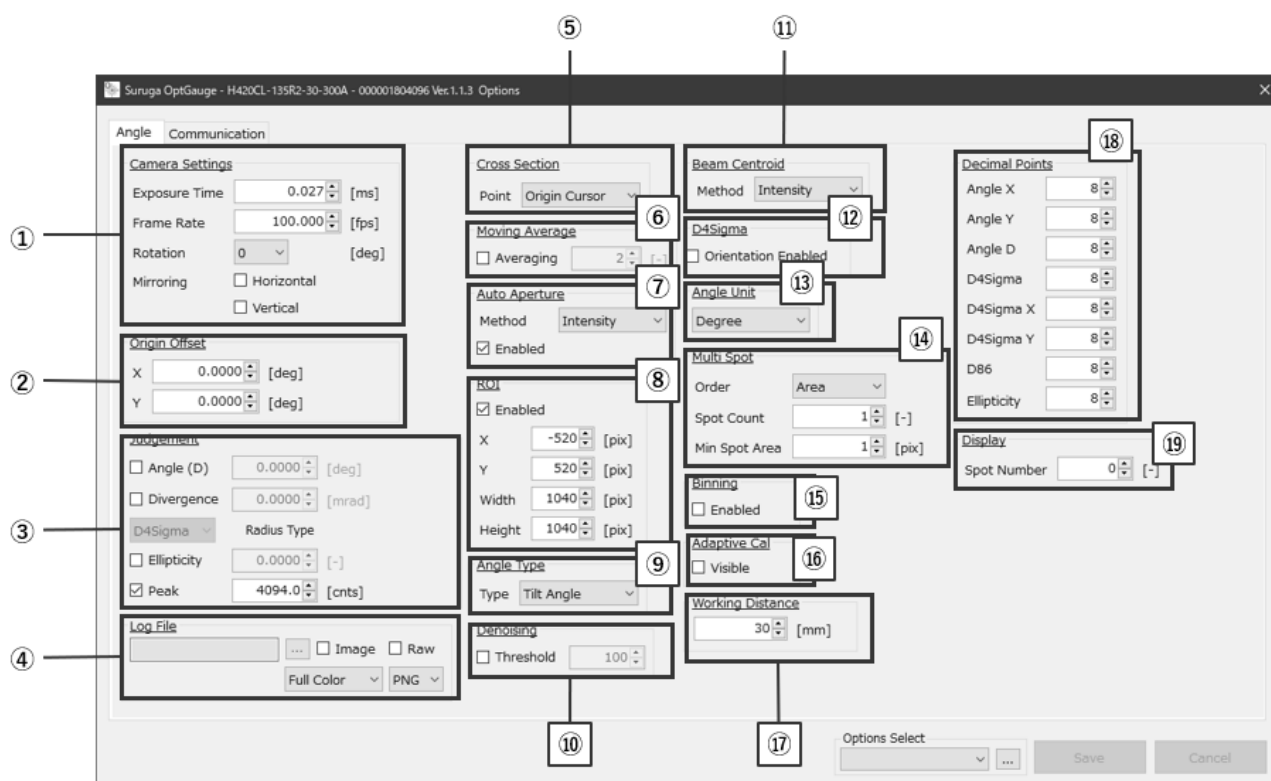 ⑤
⑪
Suruga OptGauge - H420CL-135R2-30-300A - 000001804096 Ver.1.1.3 Options
Angle
Communication
①
Camera Settings
Exposure Time 0.027 [ms]
Frame Rate 100.000 [fps]
Rotation 0 [deg]
Mirroring Horizontal
Vertical
②
Origin Offset
X 0.0000 [deg]
Y 0.0000 [deg]
③
Judgement
Angle (D) 0.0000 [deg]
Divergence 0.0000 [mrad]
D4Sigma Radius Type
Ellipticity 0.0000 [-]
Peak 4094.0 [cnts]
④
Log File
... Image Raw
Full Color PNG
Cross Section
Point Origin Cursor
⑥
Moving Average
Averaging 2 [-]
⑦
Auto Aperture
Method Intensity
Enabled
⑧
ROI
Enabled
X -520 [pix]
Y 520 [pix]
Width 1040 [pix]
Height 1040 [pix]
⑨
Angle Type
Type Tilt Angle
Denoising
Threshold 100
⑩
Beam Centroid
Method Intensity
⑫
D4Sigma
Orientation Enabled
⑬
Angle Unit
Degree
⑭
Multi Spot
Order Area
Spot Count 1 [-]
Min Spot Area 1 [pix]
⑮
Binning
Enabled
⑯
Adaptive Cal
Visible
Working Distance
30 [mm]
⑰
⑱
Decimal Points
Angle X 8
Angle Y 8
Angle D 8
D4Sigma 8
D4Sigma X 8
D4Sigma Y 8
D86 8
Ellipticity 8
⑲
Display
Spot Number 0 [-]
Options Select
...
Save
Cancel